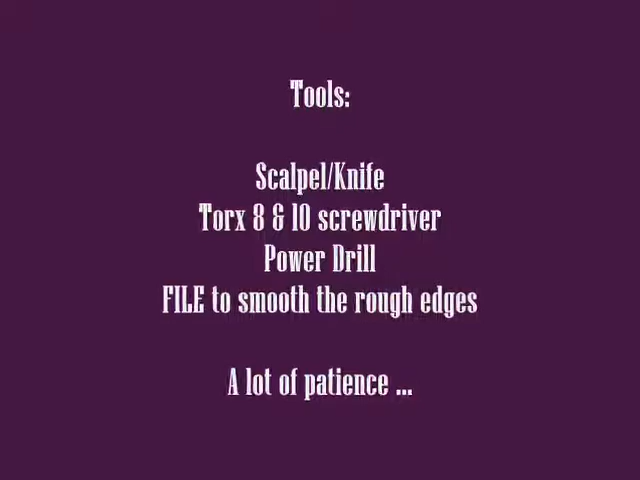 Tools:
Scalpel/Knife
Torx 8 & 10 screwdriver
Power Drill
FILE to smooth the rough edges
A lot of patience ...